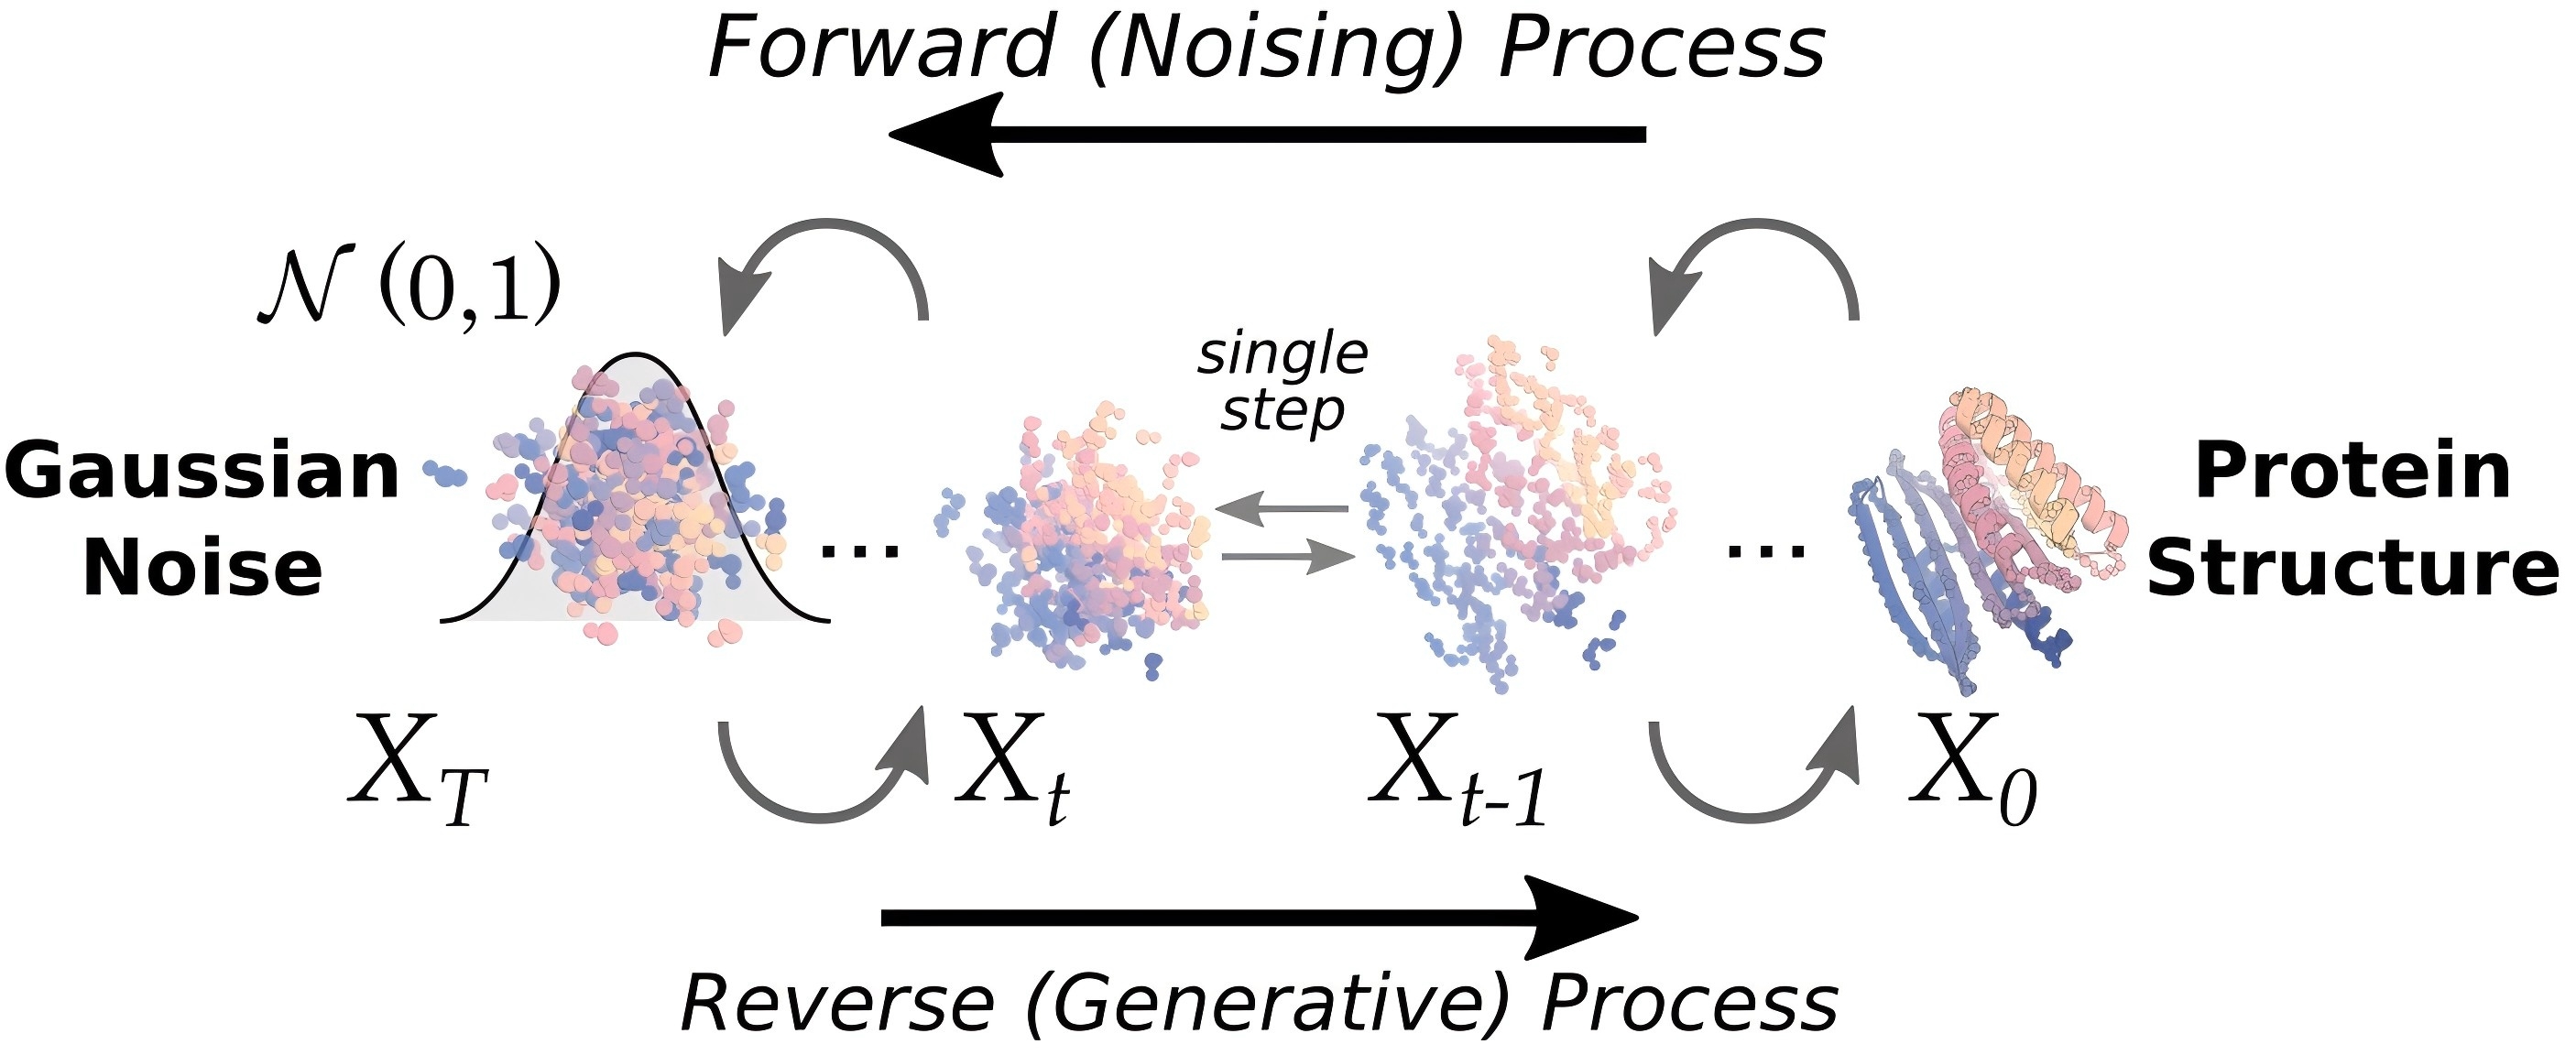 Forward (Noising) Process
𝒩 (0,1)
single
step
Gaussian
Noise
...
...
Protein
Structure
X_T
X_t
X_{t-1}
X_0
Reverse (Generative) Process